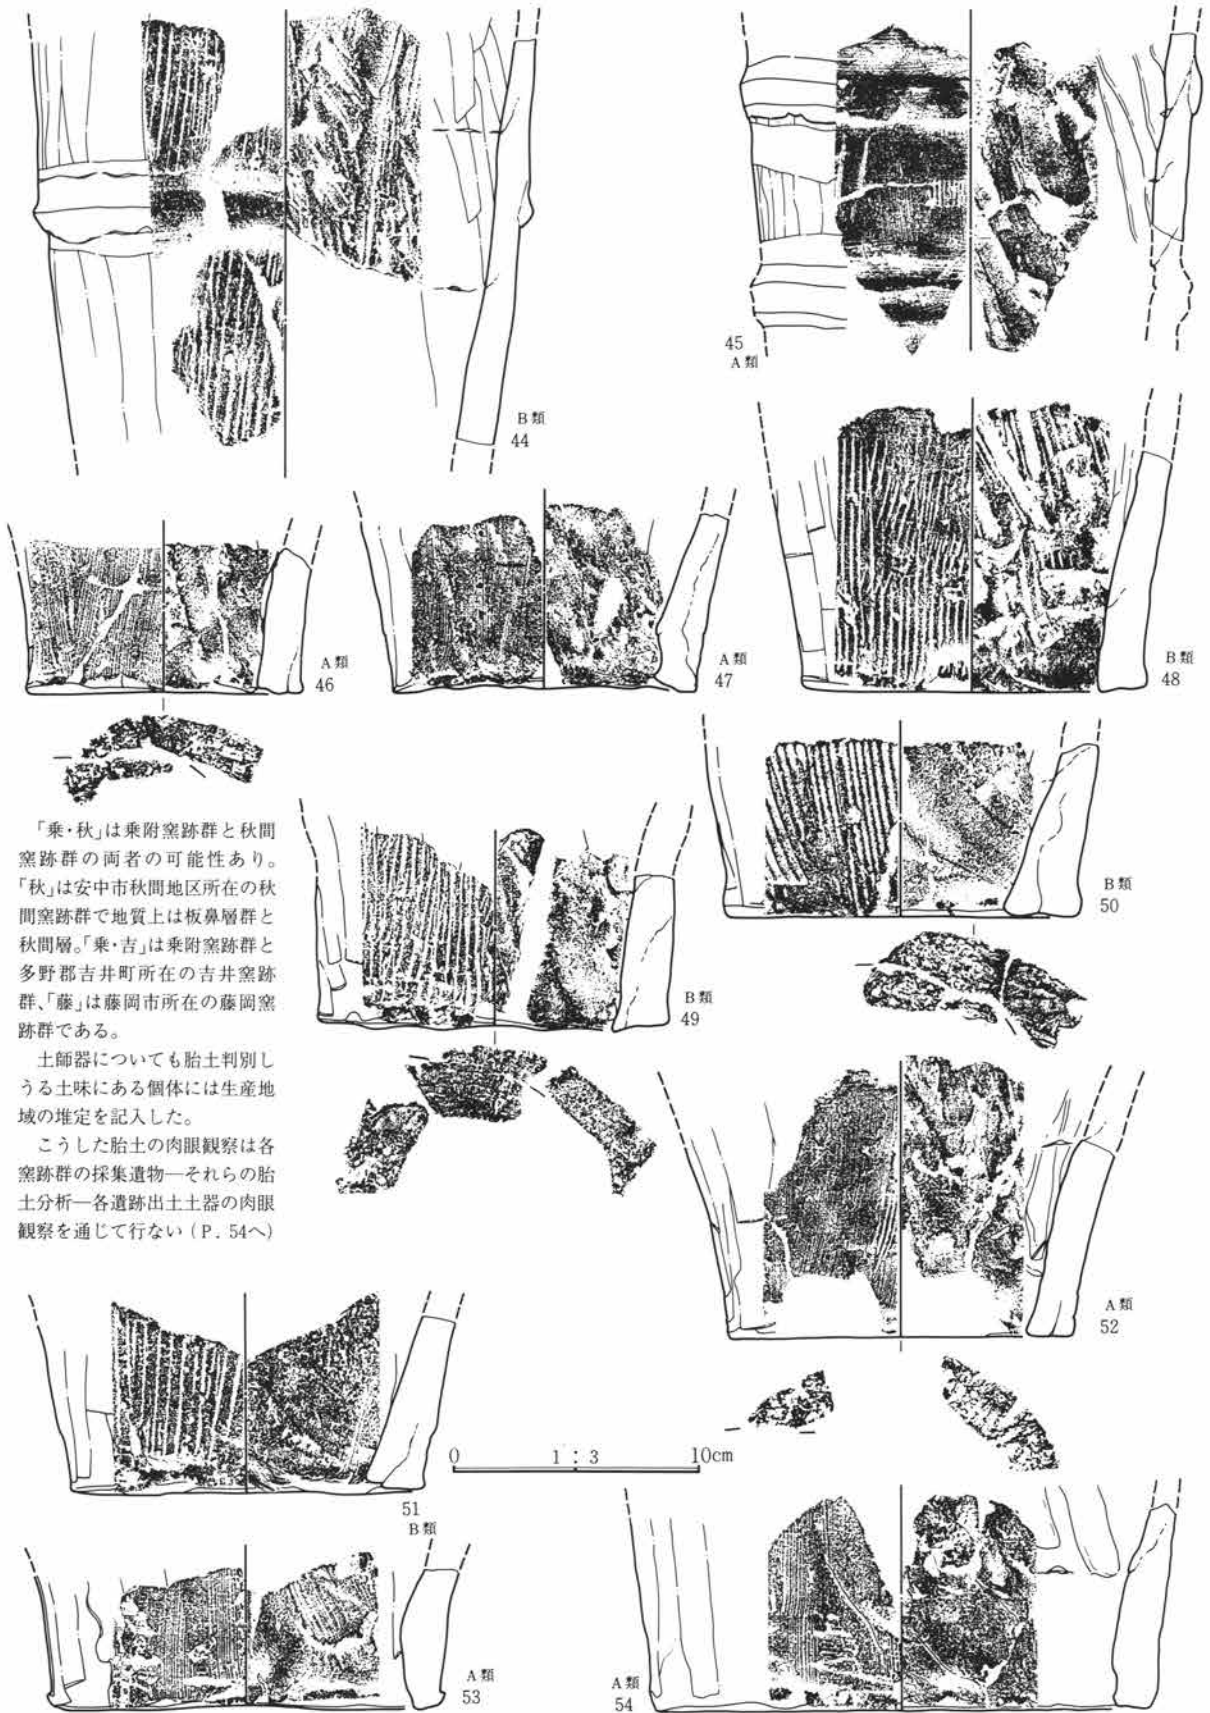 B類
44
45
A類
A類
46
A類
47
B類
48
「乗・秋」は乗附窯跡群と秋間
窯跡群の両者の可能性あり。
「秋」は安中市秋間地区所在の秋
間窯跡群で地質上は板鼻層群と
秋間層。「乗・吉」は乗附窯跡群と
多野郡吉井町所在の吉井窯跡
群、「藤」は藤岡市所在の藤岡窯
跡群である。
土師器についても胎土判別し
うる土味にある個体には生産地
域の堆定を記入した。
こうした胎土の肉眼観察は各
窯跡群の採集遺物―それらの胎
土分析―各遺跡出土土器の肉眼
観察を通じて行ない（P. 54へ）
B類
49
B類
50
A類
52
0 1:3 10cm
51
B類
A類
53
A類
54